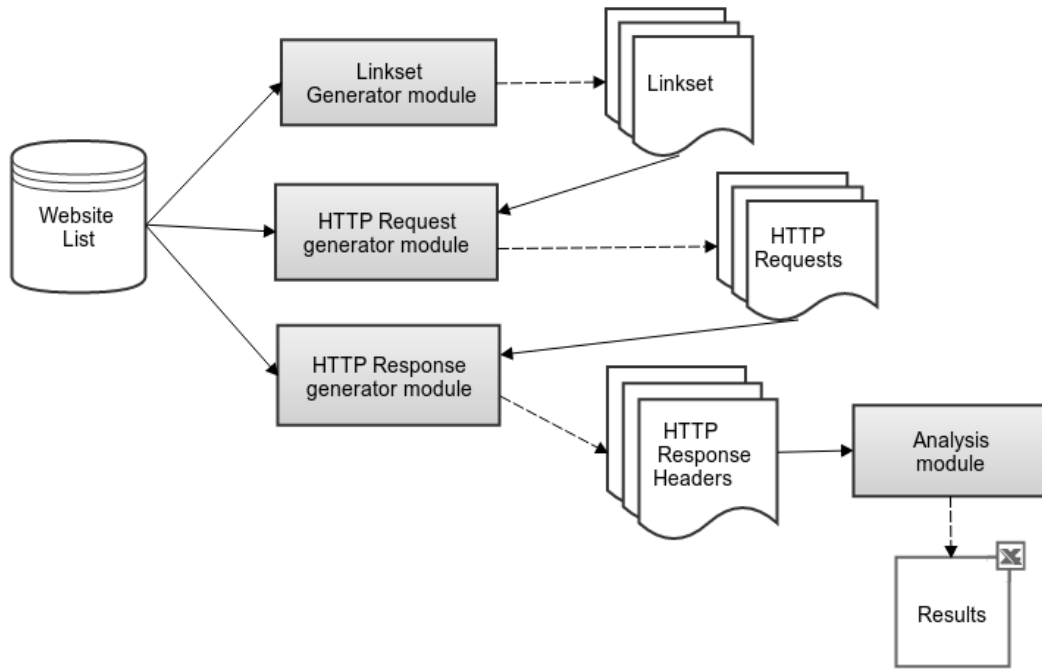 Linkset
Generator module
Linkset
Website
List
HTTP Request
generator module
HTTP
Requests
HTTP Response
generator module
HTTP
Response
Headers
Analysis
module
Results